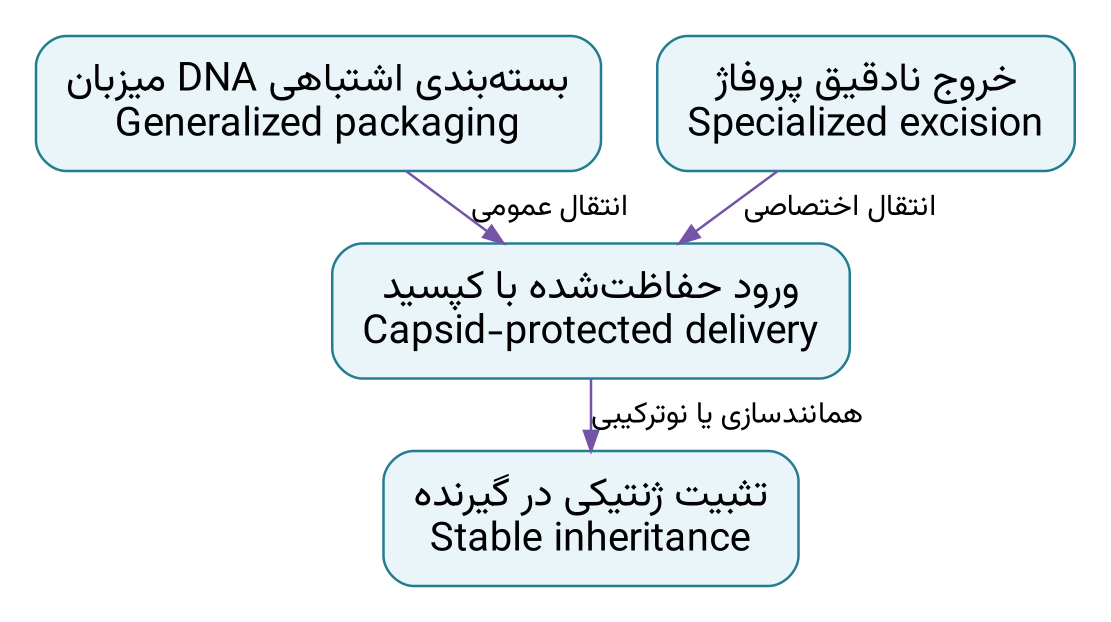 بسته‌بندی اشتباهی DNA میزبان
Generalized packaging
خروج نادقیق پروفاژ
Specialized excision
انتقال عمومی
انتقال اختصاصی
ورود حفاظت‌شده با کپسید
Capsid-protected delivery
همانندسازی یا نوترکیبی
تثبیت ژنتیکی در گیرنده
Stable inheritance